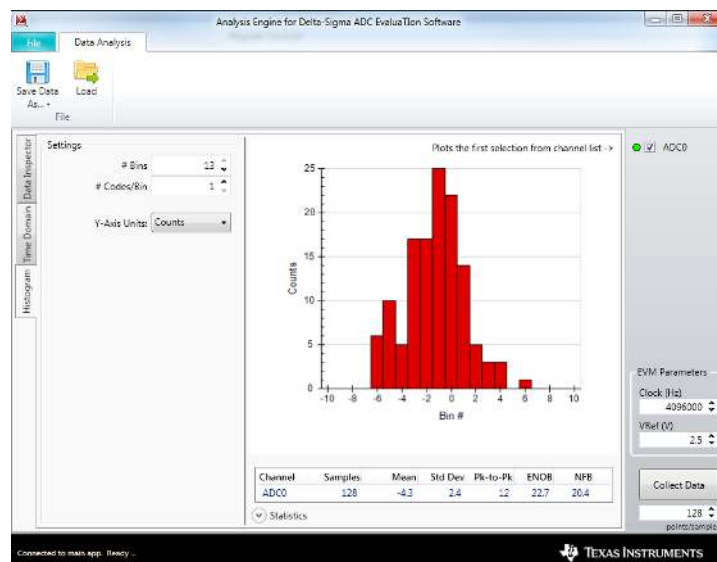 Analysis Engine for Delta-Sigma ADC EvaluaTIon Software
File
Data Analysis
Save Data As...
Load
File
Data Inspector
Time Domain
Histogram
Settings
# Bins 13
# Codes/Bin 1
Y-Axis Units: Counts
Plots the first selection from channel list ->
25
20
15
10
5
0
Counts
-10 -8 -6 -4 -2 0 2 4 6 8 10
Bin #
Channel Samples Mean Std Dev Pk-to-Pk ENOB NFB
ADC0 128 -4.3 2.4 12 22.7 20.4
Statistics
ADC0
EVM Parameters
Clock (Hz)
4096000
VRef (V)
2.5
Collect Data
128
points/sample
Connected to main app. Ready ...
TEXAS INSTRUMENTS